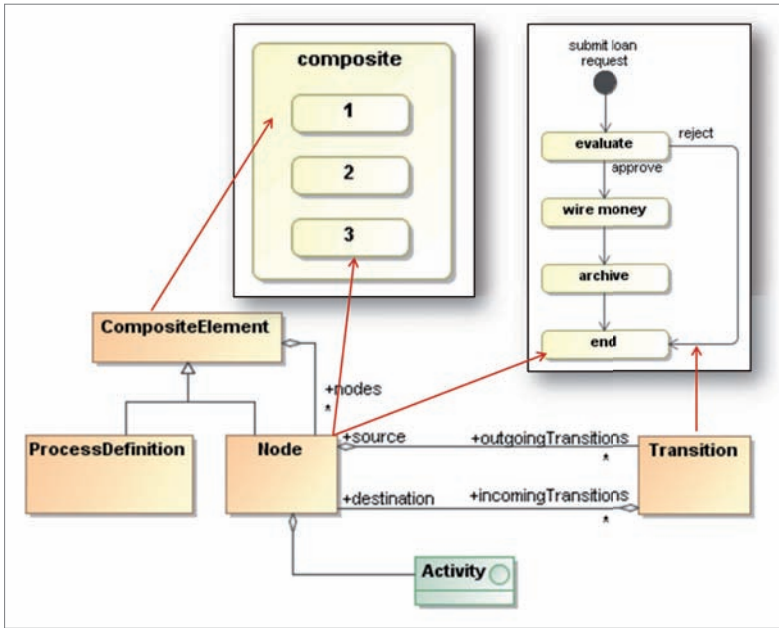 composite
1
2
3
submit loan
request
evaluate
reject
approve
wire money
archive
end
CompositeElement
+nodes
*
ProcessDefinition
Node
+source
+outgoingTransitions
*
Transition
+destination
+incomingTransitions
*
Activity